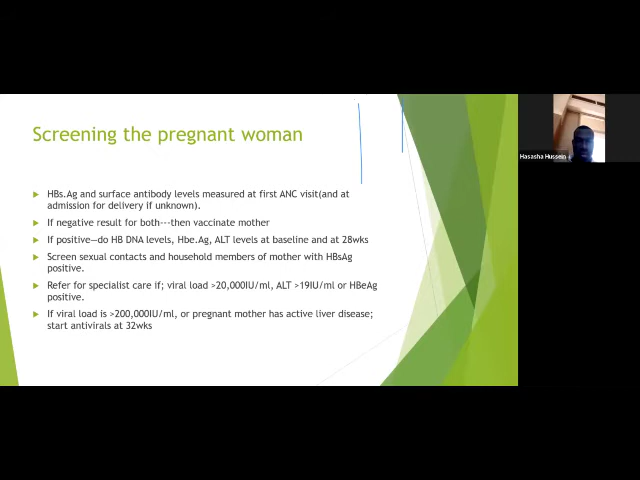 Screening the pregnant woman
HBs.Ag and surface antibody levels measured at first ANC visit(and at
admission for delivery if unknown).
If negative result for both---then vaccinate mother
If positive—do HB DNA levels, Hbe.Ag, ALT levels at baseline and at 28wks
Screen sexual contacts and household members of mother with HBsAg
positive.
Refer for specialist care if; viral load >20,000IU/ml, ALT >19IU/ml or HBeAg
positive.
If viral load is >200,000IU/ml, or pregnant mother has active liver disease;
start antivirals at 32wks
Hasasha Hussein